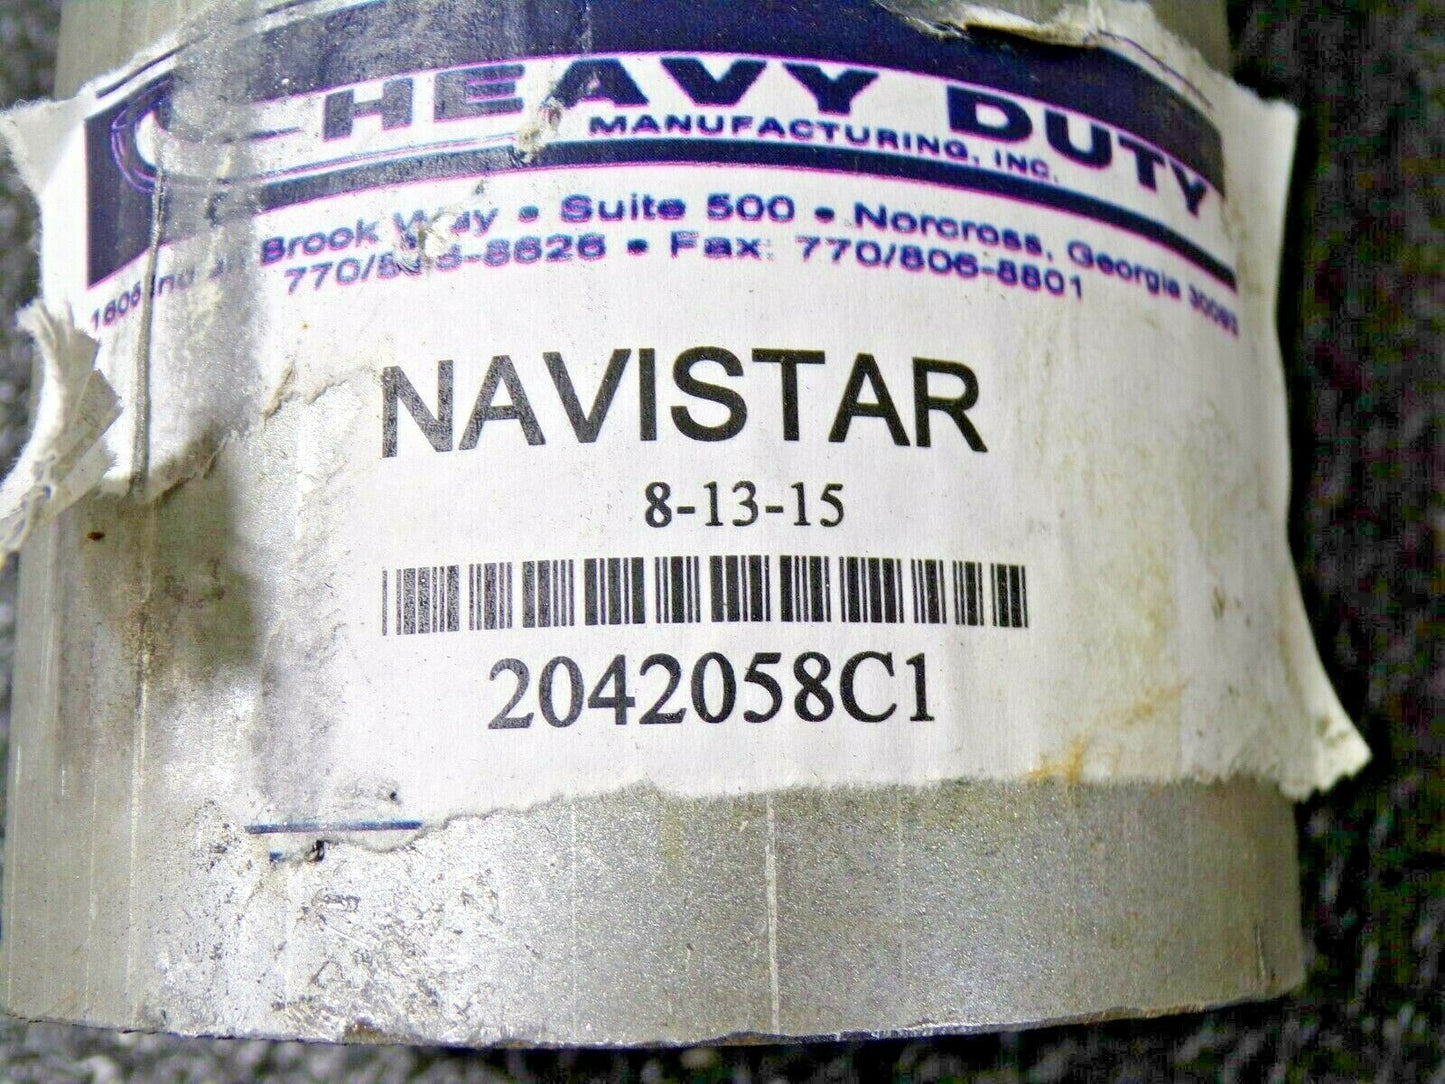 HEAVY DUTY
MANUFACTURING, INC.
Brook Way • Suite 500 • Norcross, Georgia 30093
• Fax: 770/806-8801
NAVISTAR
8-13-15
2042058C1